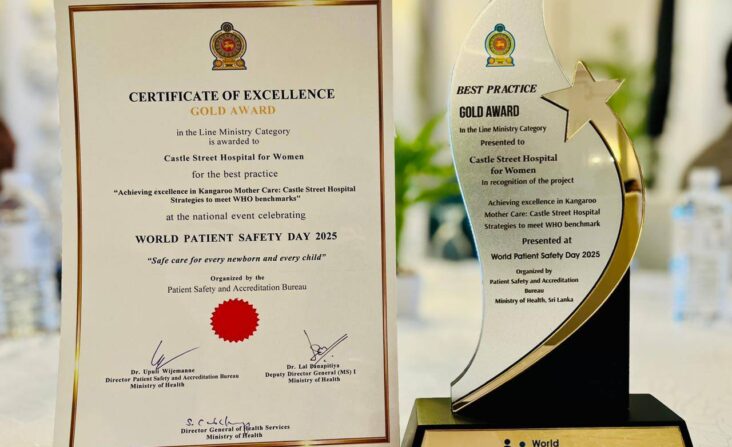 CERTIFICATE OF EXCELLENCE
GOLD AWARD
in the Line Ministry Category
is awarded to
Castle Street Hospital for Women
for the best practice
“Achieving excellence in Kangaroo Mother Care: Castle Street Hospital
Strategies to meet WHO benchmarks”
at the national event celebrating
WORLD PATIENT SAFETY DAY 2025
“Safe care for every newborn and every child”
Organized by the
Patient Safety and Accreditation Bureau
Dr. Upuli Wijemanne
Director Patient Safety and Accreditation Bureau
Ministry of Health
Dr. Lal Panapitiya
Deputy Director General (MS) I
Ministry of Health
Director General of Health Services
Ministry of Health
BEST PRACTICE
GOLD AWARD
In the Line Ministry Category
Presented to
Castle Street Hospital
for Women
In recognition of the project
Achieving excellence in Kangaroo
Mother Care: Castle Street Hospital
Strategies to meet WHO benchmark
Presented at
World Patient Safety Day 2025
Organized by
Patient Safety and Accreditation
Bureau
Ministry of Health, Sri Lanka
World